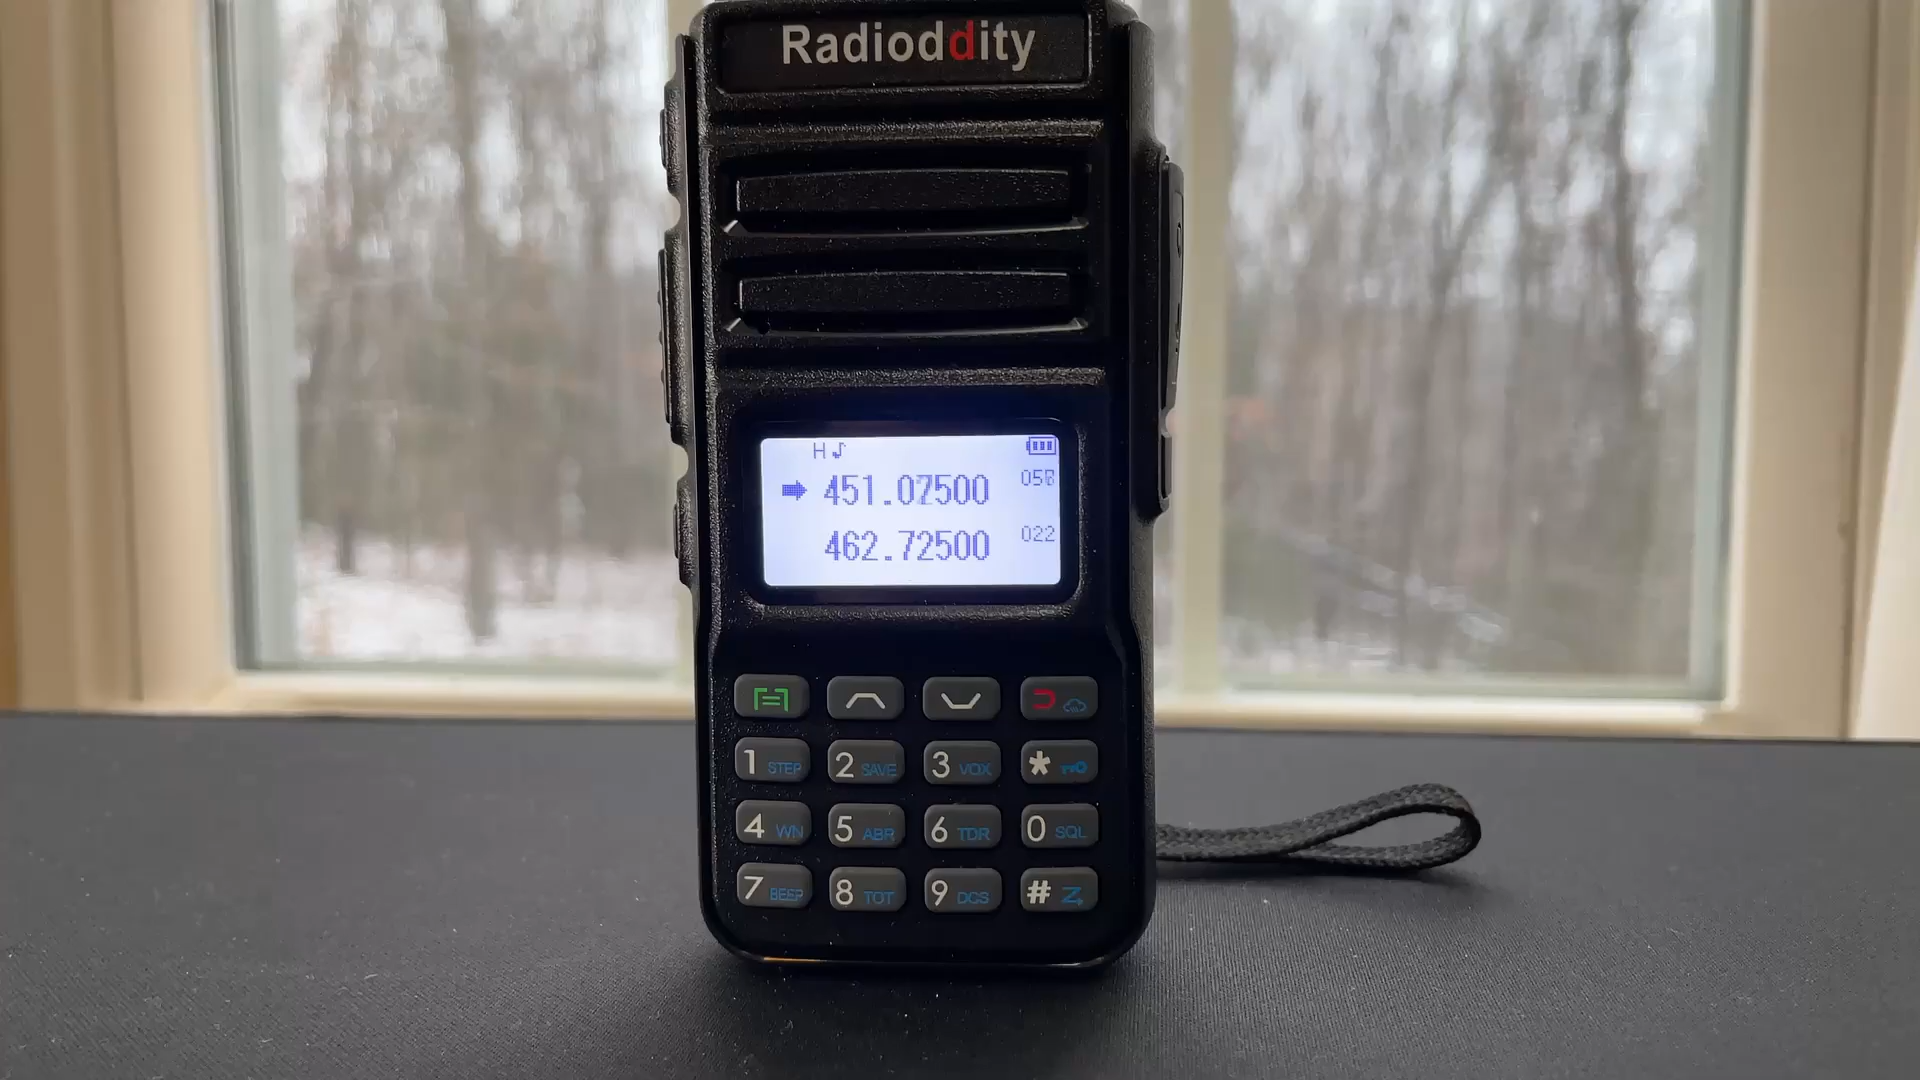 Radioddity
H
451.07500
462.72500 022
1 STEP 2 SAVE 3 VOX *
4 WN 5 ABR 6 TDR 0 SQL
7 BEEP 8 TOT 9 DCS #